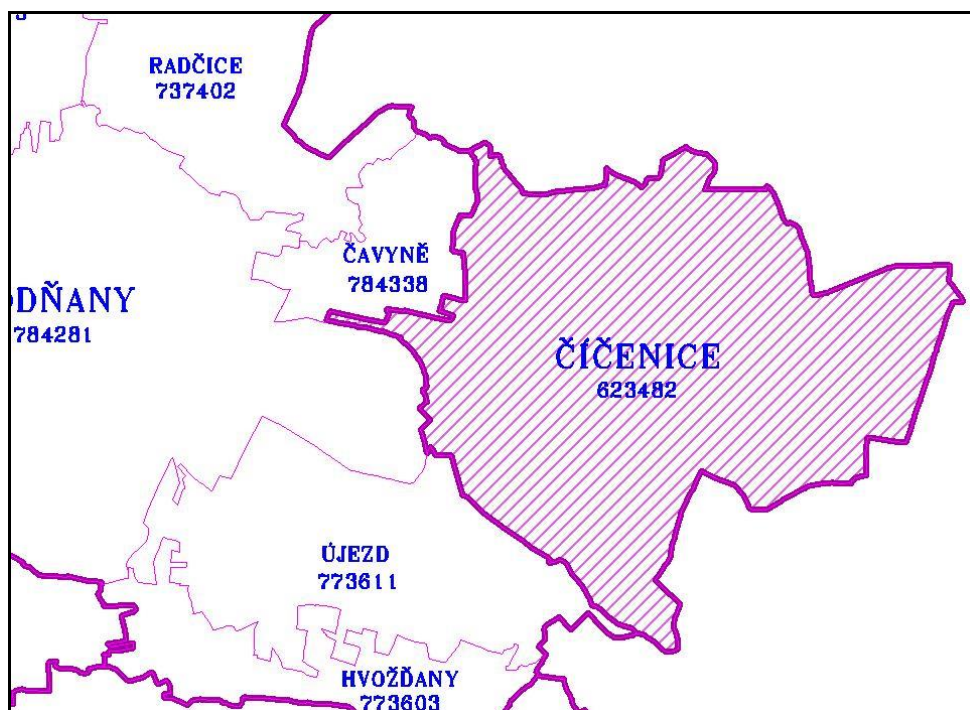 RADČICE
737402
ČAVYNĚ
784338
DŇANY
784281
ČÍČENICE
623482
ÚJEZD
773611
HVOŽĎANY
773603